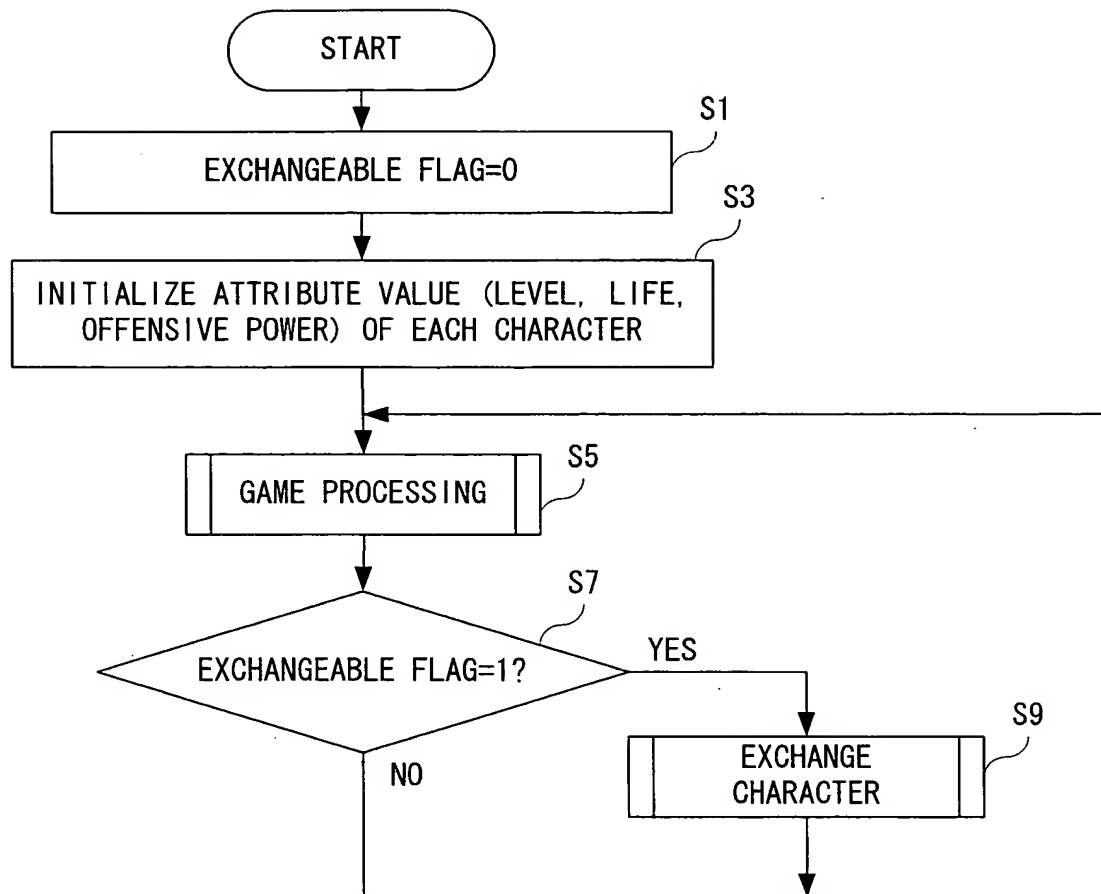 START
S1
EXCHANGEABLE FLAG=0
S3
INITIALIZE ATTRIBUTE VALUE (LEVEL, LIFE,
OFFENSIVE POWER) OF EACH CHARACTER
S5
GAME PROCESSING
S7
EXCHANGEABLE FLAG=1?
YES
S9
EXCHANGE
CHARACTER
NO